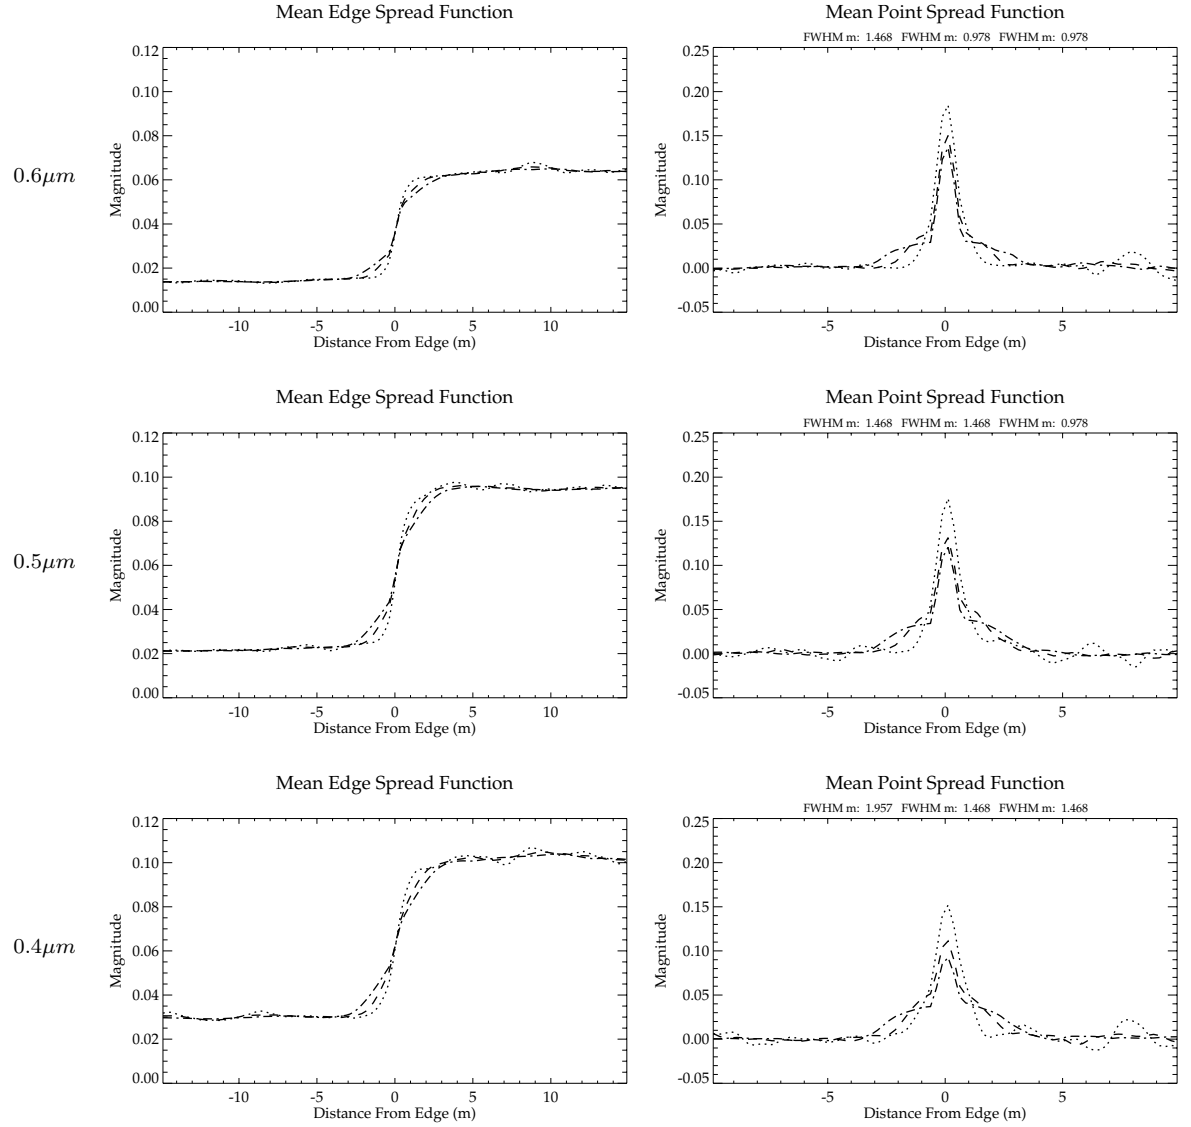 Mean Edge Spread Function
Mean Point Spread Function
FWHM m: 1.468 FWHM m: 0.978 FWHM m: 0.978
0.6μm
Magnitude
0.12
0.10
0.08
0.06
0.04
0.02
0.00
-10 -5 0 5 10
Distance From Edge (m)
Magnitude
0.25
0.20
0.15
0.10
0.05
0.00
-0.05
-5 0 5
Distance From Edge (m)
Mean Edge Spread Function
Mean Point Spread Function
FWHM m: 1.468 FWHM m: 1.468 FWHM m: 0.978
0.5μm
Magnitude
0.12
0.10
0.08
0.06
0.04
0.02
0.00
-10 -5 0 5 10
Distance From Edge (m)
Magnitude
0.25
0.20
0.15
0.10
0.05
0.00
-0.05
-5 0 5
Distance From Edge (m)
Mean Edge Spread Function
Mean Point Spread Function
FWHM m: 1.957 FWHM m: 1.468 FWHM m: 1.468
0.4μm
Magnitude
0.12
0.10
0.08
0.06
0.04
0.02
0.00
-10 -5 0 5 10
Distance From Edge (m)
Magnitude
0.25
0.20
0.15
0.10
0.05
0.00
-0.05
-5 0 5
Distance From Edge (m)